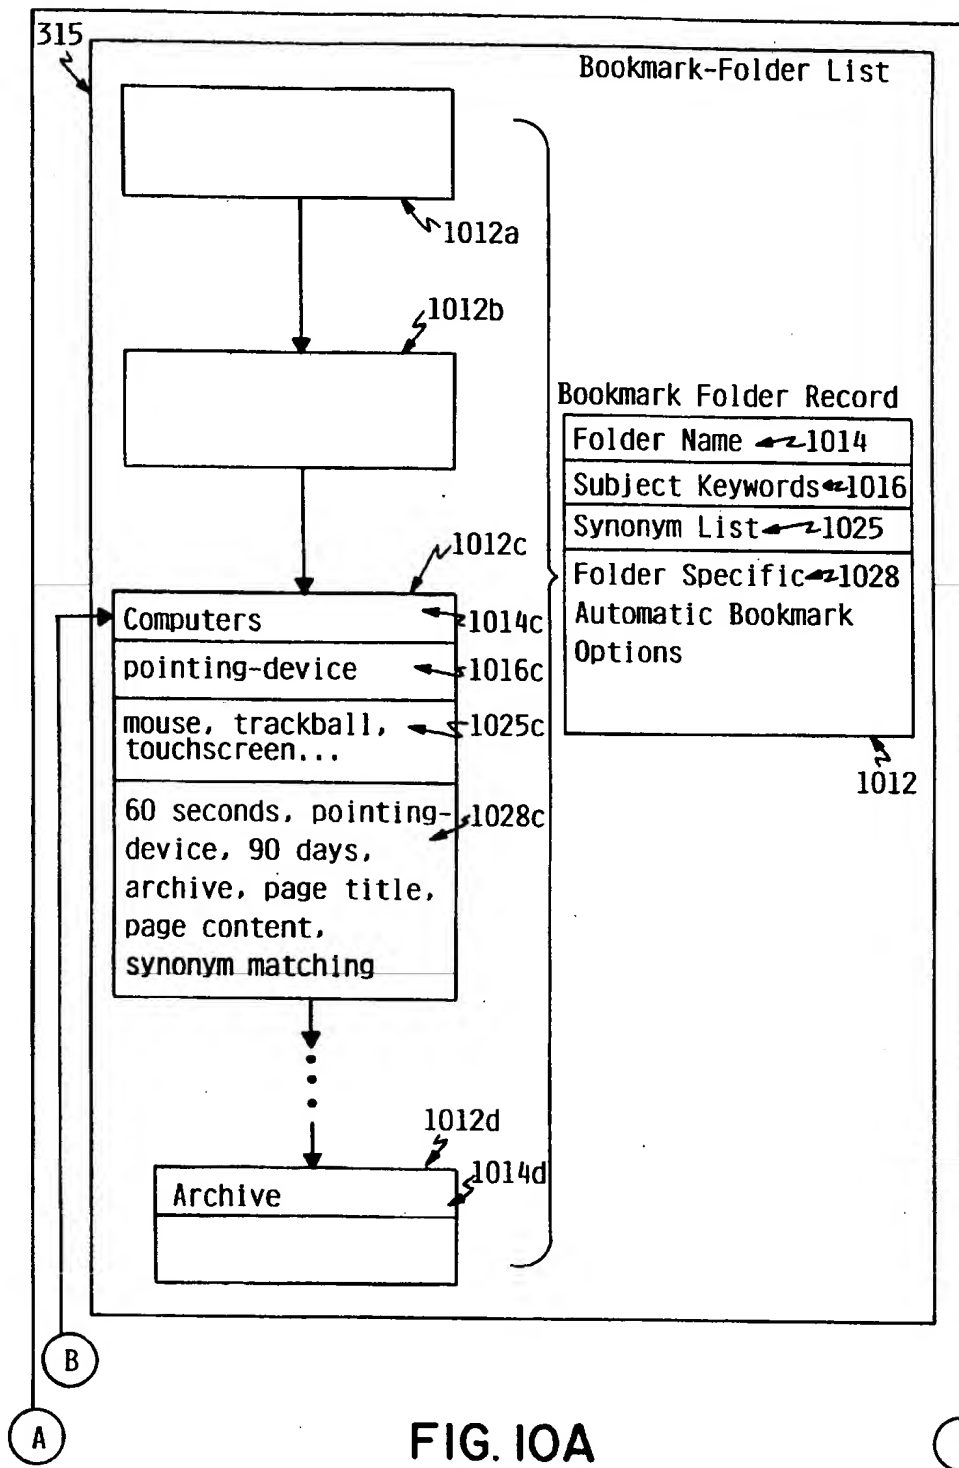 315
Bookmark-Folder List
1012a
1012b
Bookmark Folder Record
Folder Name 1014
Subject Keywords 1016
Synonym List 1025
Folder Specific 1028
Automatic Bookmark
Options
1012
1012c
Computers
1014c
pointing-device
1016c
mouse, trackball,
touchscreen...
1025c
60 seconds, pointing-
device, 90 days,
archive, page title,
page content,
synonym matching
1028c
1012d
1014d
Archive
B
A
FIG. 10A